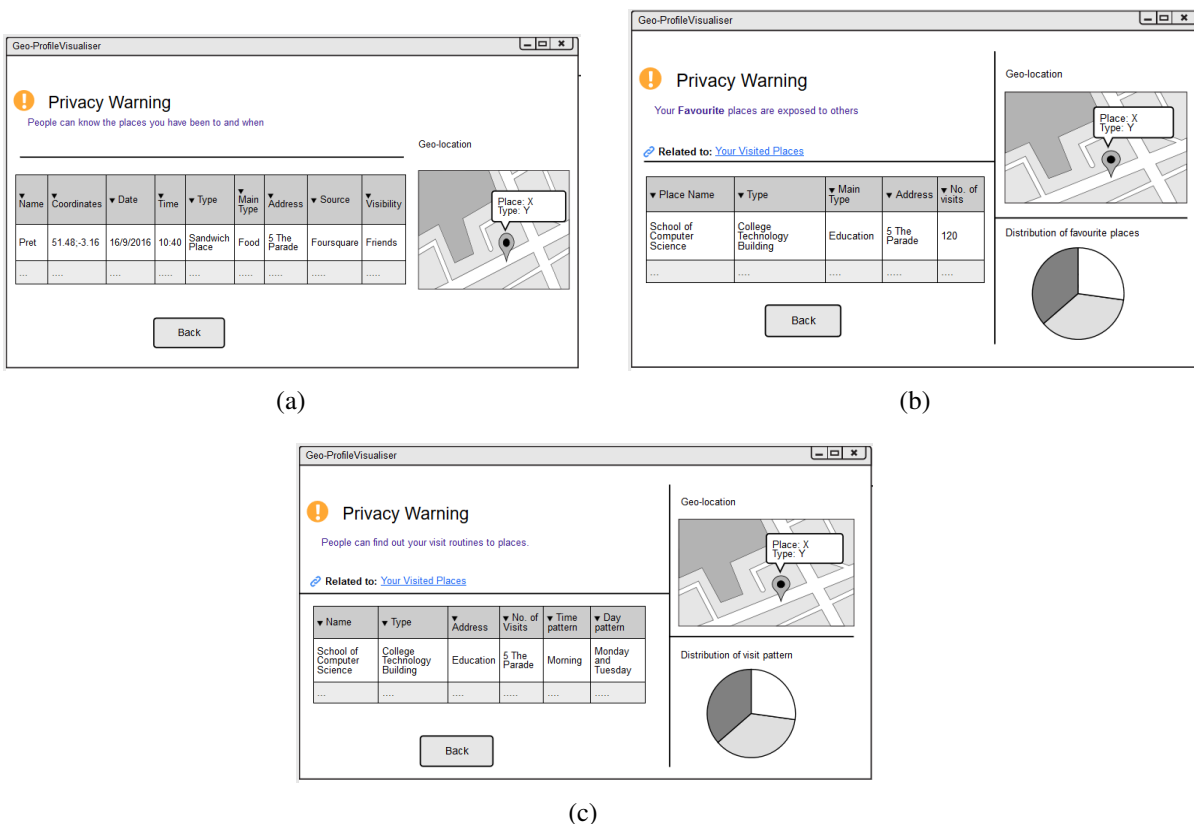 Geo-ProfileVisualiser
Privacy Warning
People can know the places you have been to and when
Geo-location
▼ Name ▼ Coordinates ▼ Date ▼ Time ▼ Type ▼ Main Type ▼ Address ▼ Source ▼ Visibility
Pret 51.48;-3.16 16/9/2016 10:40 Sandwich Place Food 5 The Parade Foursquare Friends
... .... .... ..... .... ..... ..... ..... .....
Place: X
Type: Y
Back
(a)
Geo-ProfileVisualiser
Privacy Warning
Your Favourite places are exposed to others
Related to: Your Visited Places
▼ Place Name ▼ Type ▼ Main Type ▼ Address ▼ No. of visits
School of Computer Science College Technology Building Education 5 The Parade 120
... .... .... ..... ....
Back
Geo-location
Place: X
Type: Y
Distribution of favourite places
(b)
Geo-ProfileVisualiser
Privacy Warning
People can find out your visit routines to places.
Related to: Your Visited Places
▼ Name ▼ Type ▼ Address ▼ No. of Visits ▼ Time pattern ▼ Day pattern
School of Computer Science College Technology Building Education 5 The Parade Morning Monday and Tuesday
... .... .... ..... .... .....
Back
Geo-location
Place: X
Type: Y
Distribution of visit pattern
(c)